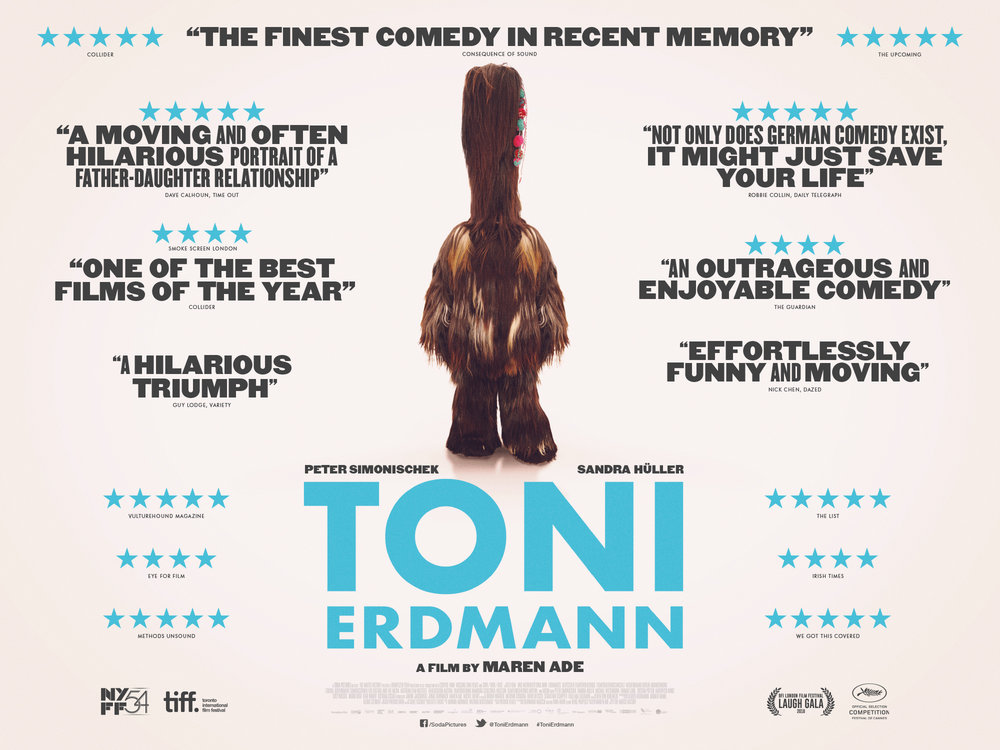 “THE FINEST COMEDY IN RECENT MEMORY”
COLLIDER
CONSEQUENCE OF SOUND
THE UPCOMING
“A MOVING AND OFTEN
HILARIOUS PORTRAIT OF A
FATHER-DAUGHTER RELATIONSHIP”
DAVE CALHOUN, TIME OUT
“NOT ONLY DOES GERMAN COMEDY EXIST,
IT MIGHT JUST SAVE
YOUR LIFE”
ROBBIE COLLIN, DAILY TELEGRAPH
SMOKE SCREEN LONDON
“ONE OF THE BEST
FILMS OF THE YEAR”
COLLIDER
“AN OUTRAGEOUS AND
ENJOYABLE COMEDY”
THE GUARDIAN
“A HILARIOUS
TRIUMPH”
GUY LODGE, VARIETY
“EFFORTLESSLY
FUNNY AND MOVING”
NICK CHEN, DAZED
PETER SIMONISCHEK
SANDRA HÜLLER
TONI
ERDMANN
A FILM BY MAREN ADE
VULTUREHOUND MAGAZINE
EYE FOR FILM
METHODS UNSOUND
THE LIST
IRISH TIMES
WE GOT THIS COVERED
NY
FF
54
tiff.
toronto
international
film festival
BFI LONDON FILM FESTIVAL
LAUGH GALA
2016
OFFICIAL SELECTION
COMPETITION
FESTIVAL DE CANNES
/SodaPictures
@ToniErdmann
#ToniErdmann